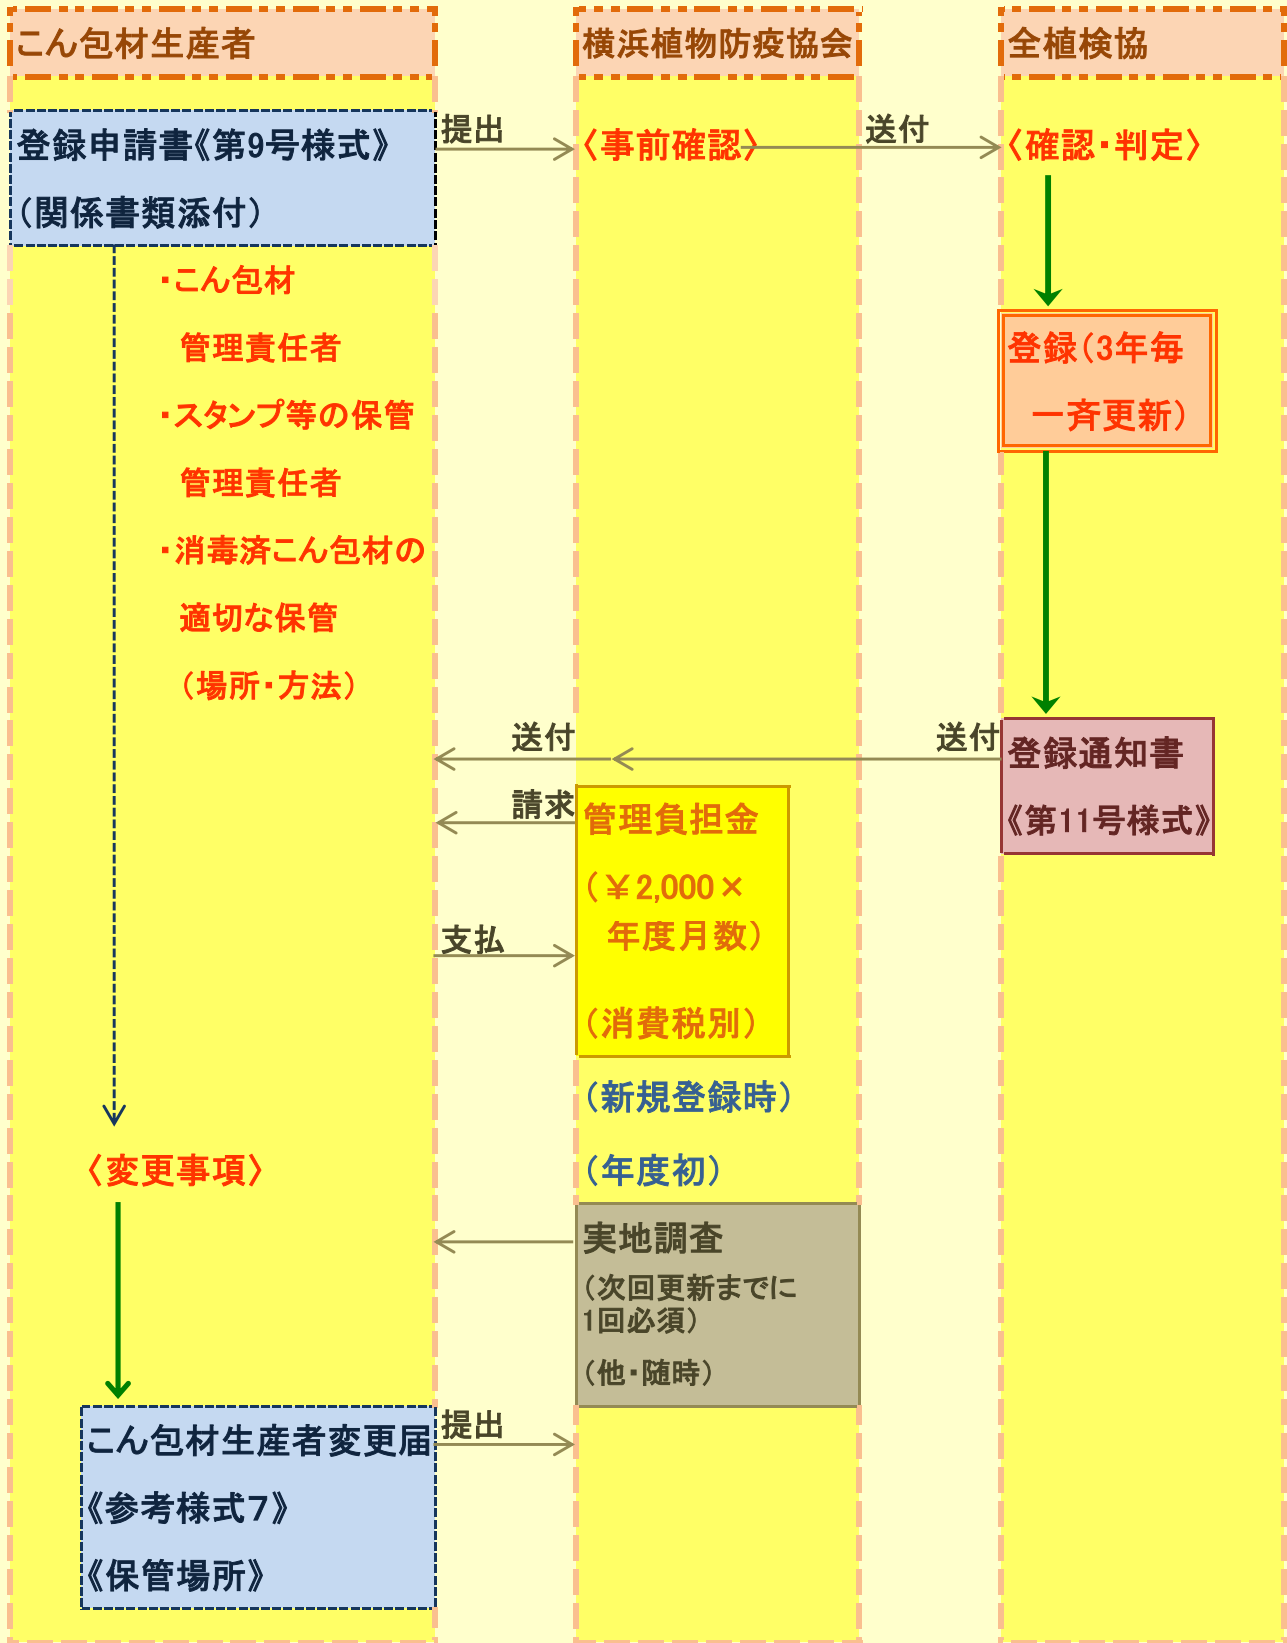 こん包材生産者
横浜植物防疫協会
全植検協
登録申請書《第9号様式》
（関係書類添付）
提出
〈事前確認〉
送付
〈確認・判定〉
・こん包材
管理責任者
・スタンプ等の保管
管理責任者
・消毒済こん包材の
適切な保管
（場所・方法）
登録（3年毎
一斉更新）
送付
送付
登録通知書
《第11号様式》
請求
管理負担金
（￥2,000×
年度月数）
（消費税別）
支払
（新規登録時）
（年度初）
〈変更事項〉
実地調査
（次回更新までに
1回必須）
（他・随時）
こん包材生産者変更届
《参考様式７》
《保管場所》
提出